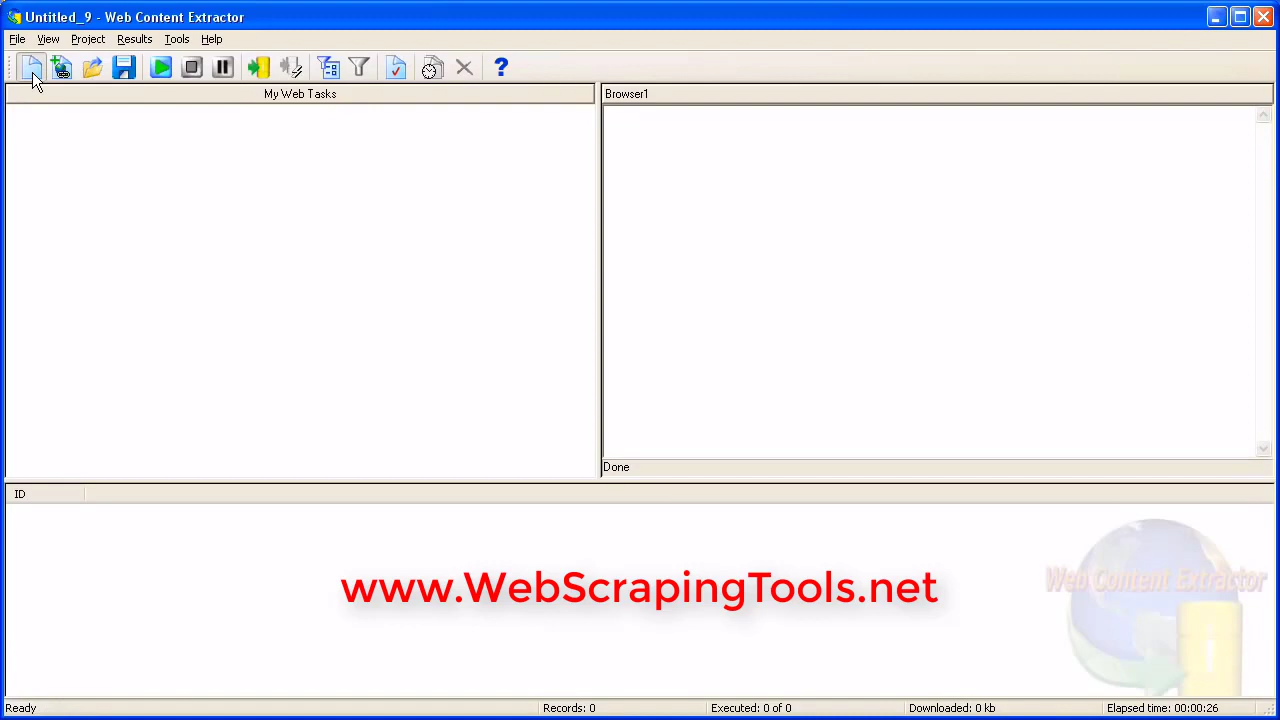 Untitled_9 - Web Content Extractor
File View Project Results Tools Help
My Web Tasks
Browser1
Done
ID
www.WebScrapingTools.net
Web Content Extractor
Ready Records: 0 Executed: 0 of 0 Downloaded: 0 kb Elapsed time: 00:00:26